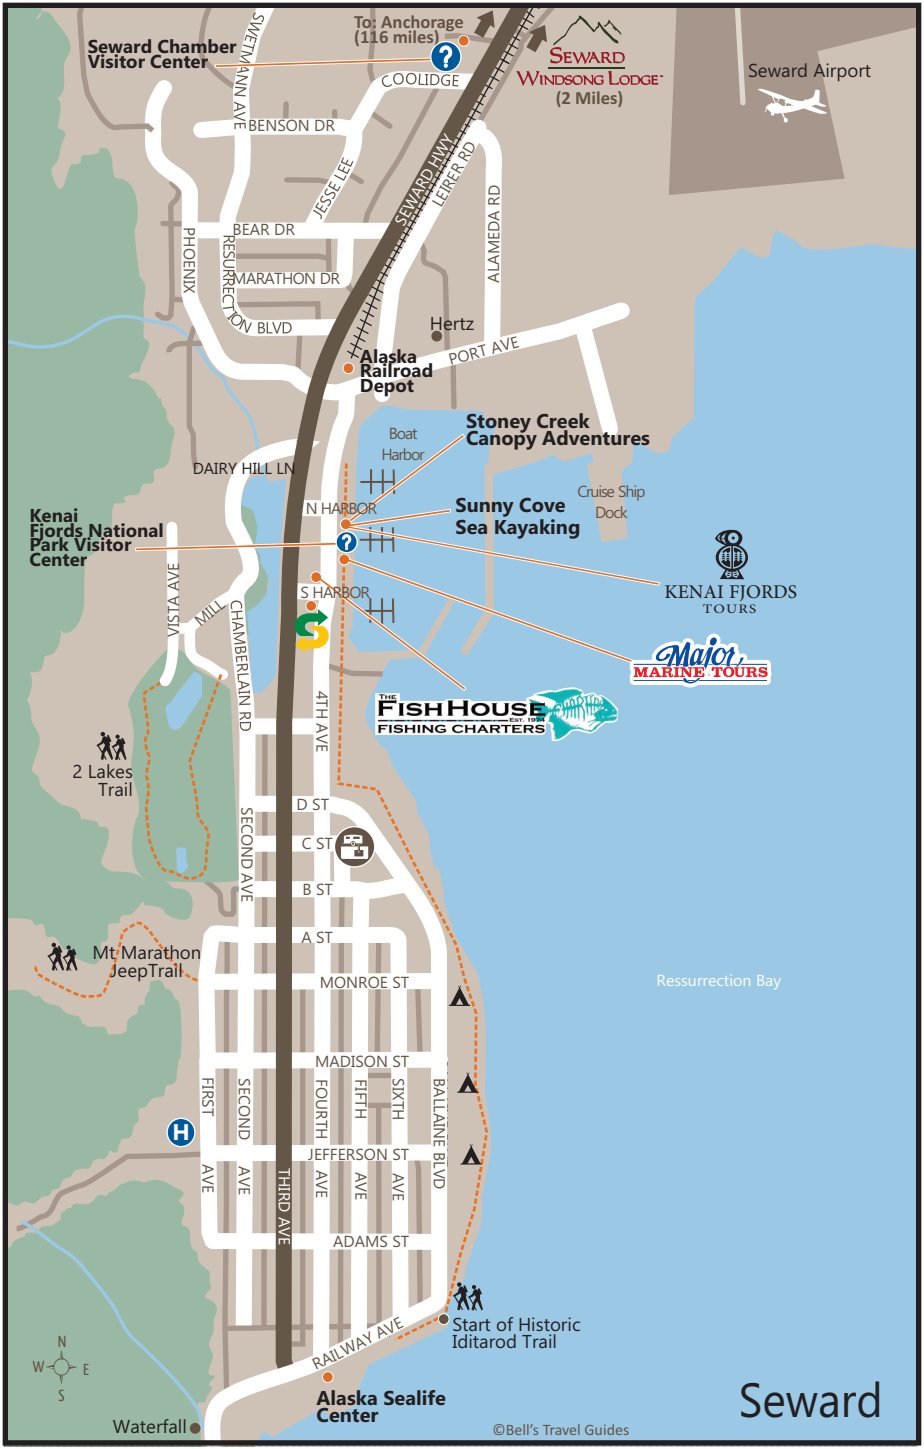 To: Anchorage
(116 miles)
Seward Chamber
Visitor Center
?
SEWARD
WINDSONG LODGE
(2 Miles)
Seward Airport
SWETMANN AVE
COOLIDGE
BENSON DR
JESSE LEE
SEWARD HWY
LEIRER RD
ALAMEDA RD
BEAR DR
PHOENIX
RESURRECTION BLVD
MARATHON DR
Hertz
PORT AVE
Alaska
Railroad
Depot
Stoney Creek
Canopy Adventures
Boat
Harbor
DAIRY HILL LN
Cruise Ship
Dock
N HARBOR
Sunny Cove
Sea Kayaking
Kenai
Fjords National
Park Visitor
Center
?
KENAI FJORDS
TOURS
VISTA AVE
MILL
CHAMBERLAIN RD
S HARBOR
Major
MARINE TOURS
THE
FISH HOUSE
EST. 1974
FISHING CHARTERS
4TH AVE
2 Lakes
Trail
D ST
SECOND AVE
C ST
B ST
A ST
Mt Marathon
JeepTrail
MONROE ST
Ressurrection Bay
MADISON ST
FIRST AVE
SECOND AVE
FOURTH AVE
FIFTH AVE
SIXTH AVE
BALLAINE BLVD
H
JEFFERSON ST
THIRD AVE
ADAMS ST
Start of Historic
Iditarod Trail
RAILWAY AVE
N
W E
S
Alaska Sealife
Center
Seward
Waterfall
©Bell's Travel Guides